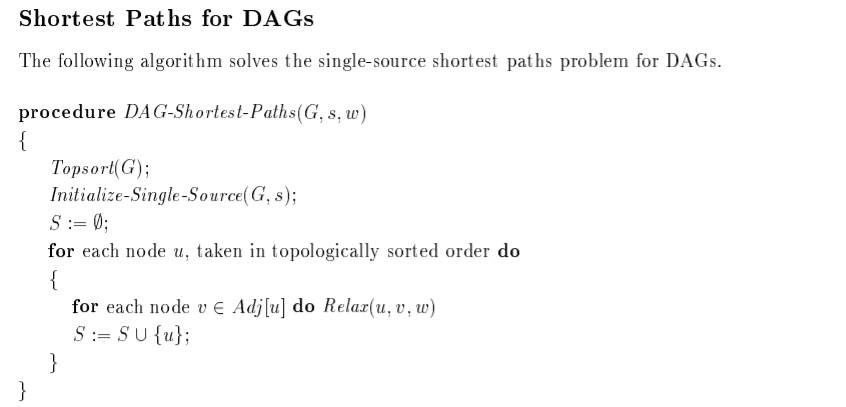 Shortest Paths for DAGs
The following algorithm solves the single-source shortest paths problem for DAGs.
procedure DAG-Shortest-Paths(G, s, w)
{
Topsort(G);
Initialize-Single-Source(G, s);
S := ∅;
for each node u, taken in topologically sorted order do
{
for each node v ∈ Adj[u] do Relax(u, v, w)
S := S ∪ {u};
}
}